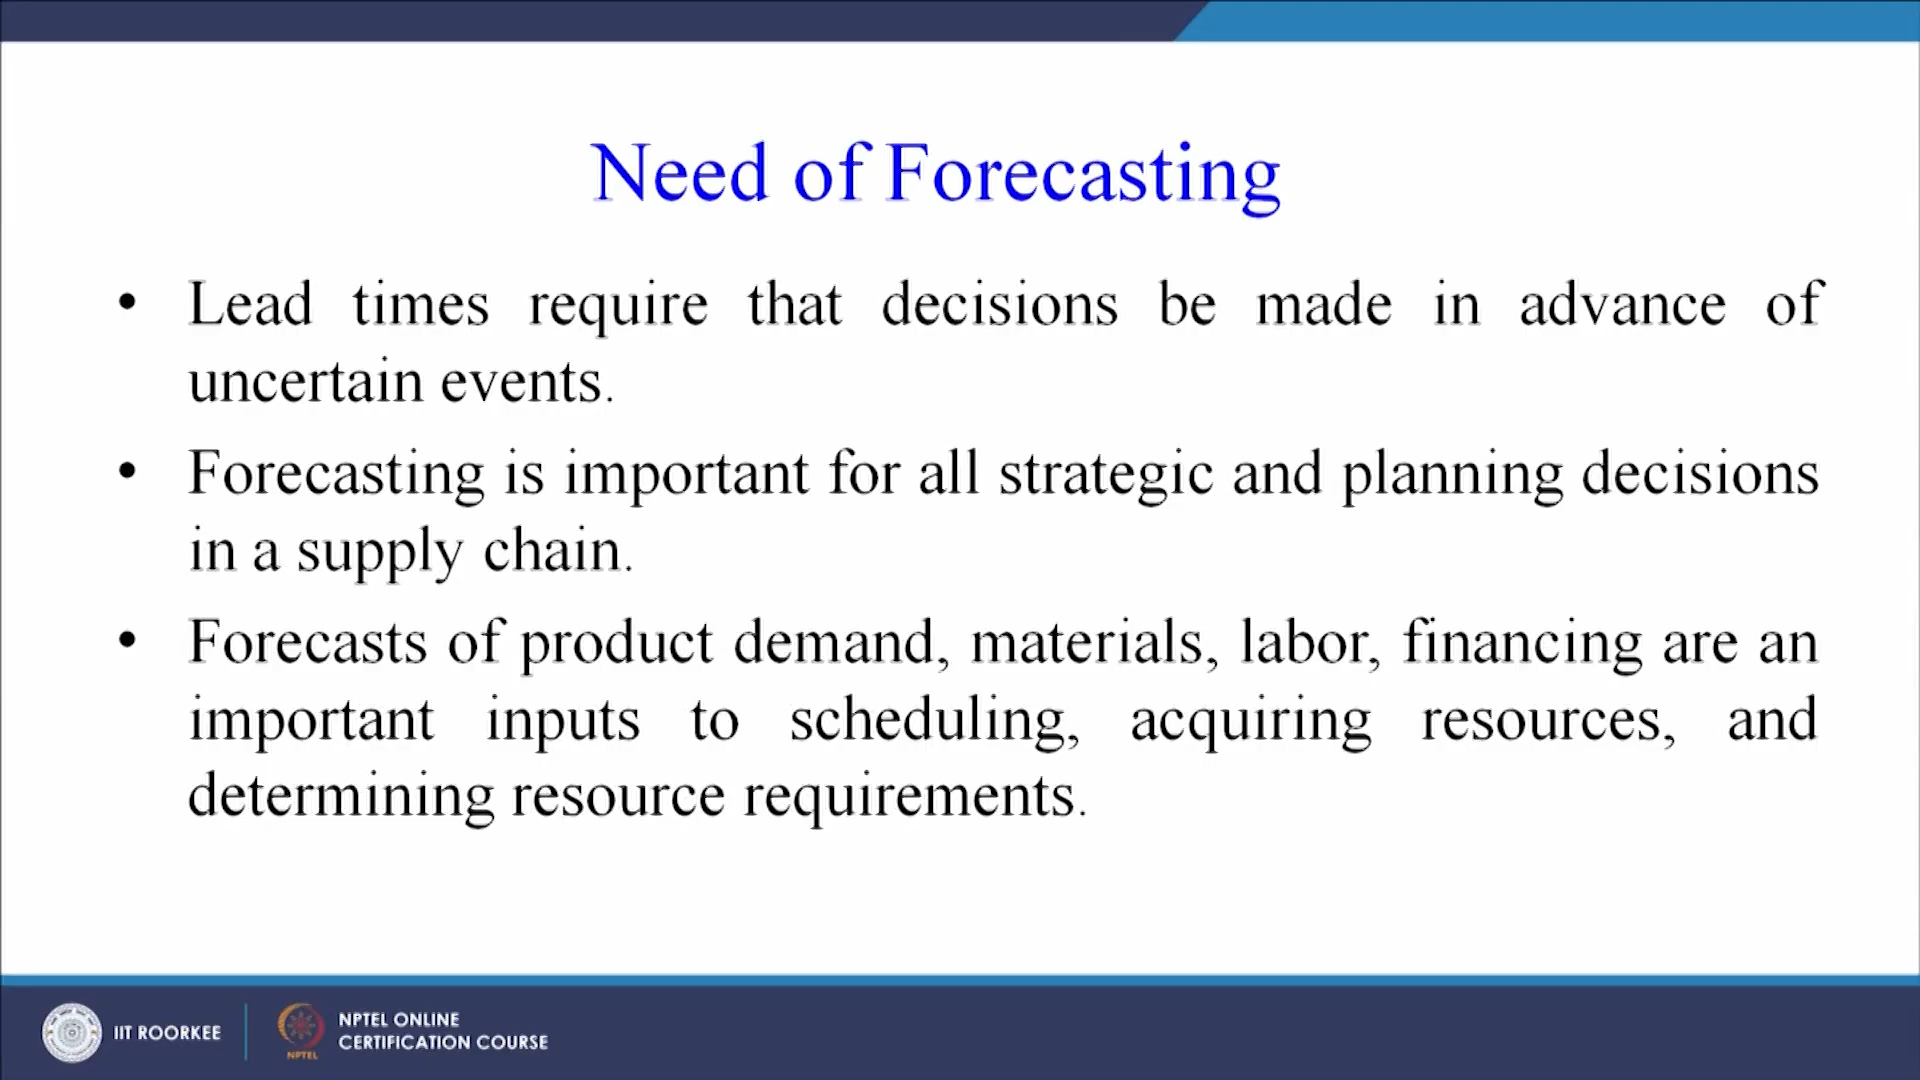 Need of Forecasting
• Lead times require that decisions be made in advance of
uncertain events.
• Forecasting is important for all strategic and planning decisions
in a supply chain.
• Forecasts of product demand, materials, labor, financing are an
important inputs to scheduling, acquiring resources, and
determining resource requirements.
IIT ROORKEE
NPTEL
NPTEL ONLINE
CERTIFICATION COURSE